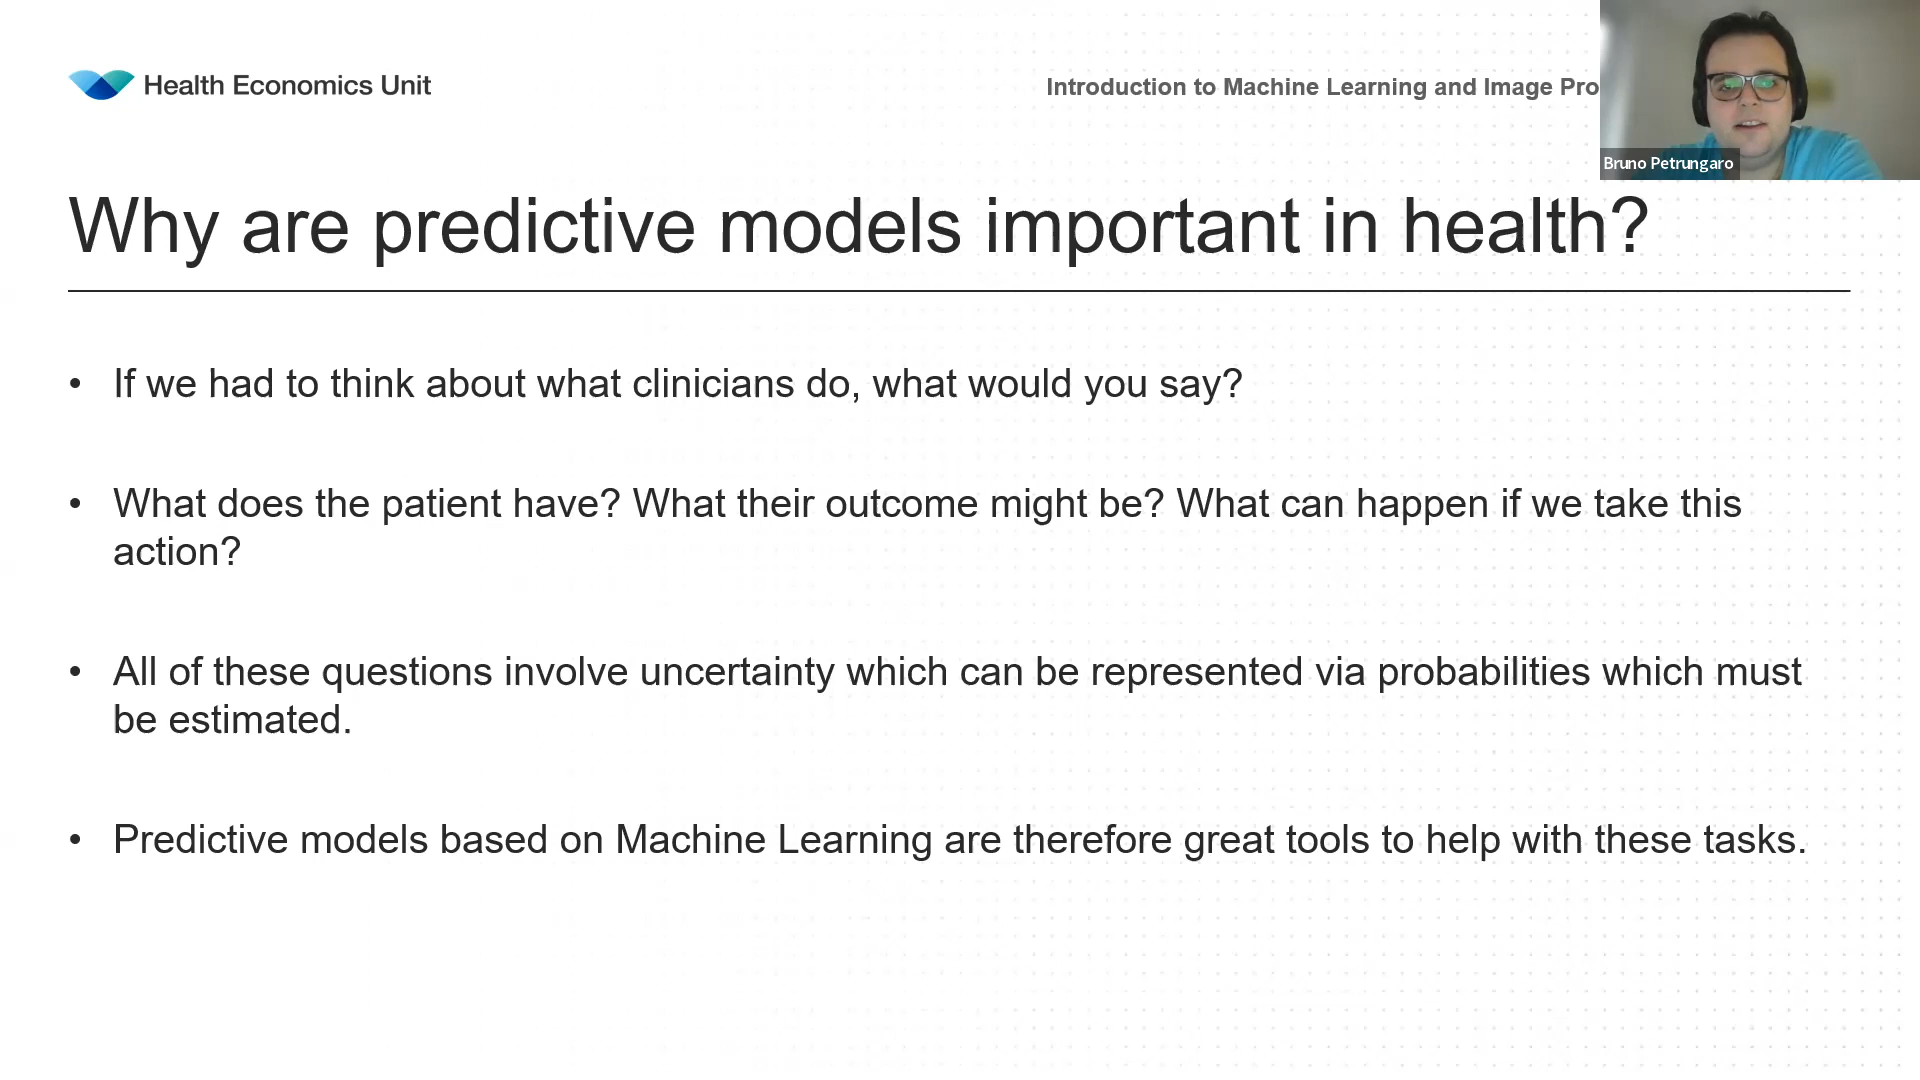 Health Economics Unit
Introduction to Machine Learning and Image Pro
Bruno Petrungaro
Why are predictive models important in health?
• If we had to think about what clinicians do, what would you say?
• What does the patient have? What their outcome might be? What can happen if we take this
action?
• All of these questions involve uncertainty which can be represented via probabilities which must
be estimated.
• Predictive models based on Machine Learning are therefore great tools to help with these tasks.